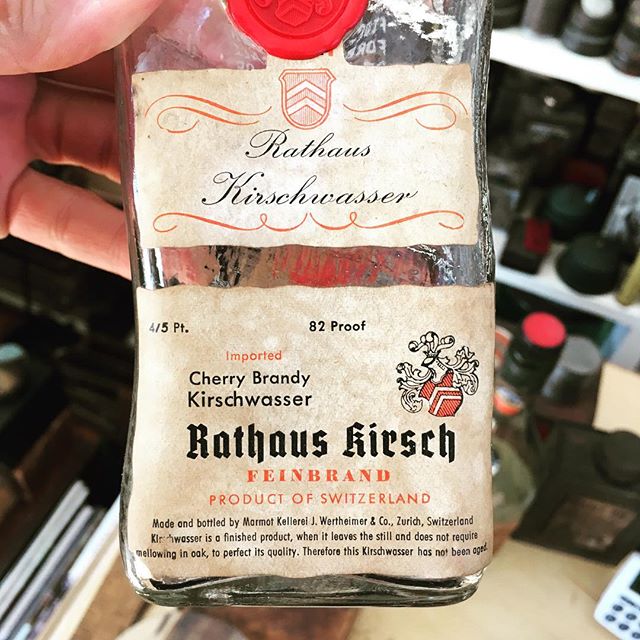 Rathaus
Kirschwasser
4/5 Pt. 82 Proof
Imported
Cherry Brandy
Kirschwasser
Rathaus Kirsch
FEINBRAND
PRODUCT OF SWITZERLAND
Made and bottled by Marmot Kellerei J. Wertheimer & Co., Zurich, Switzerland
Kirschwasser is a finished product, when it leaves the still and does not require
mellowing in oak, to perfect its quality. Therefore this Kirschwasser has not been aged.